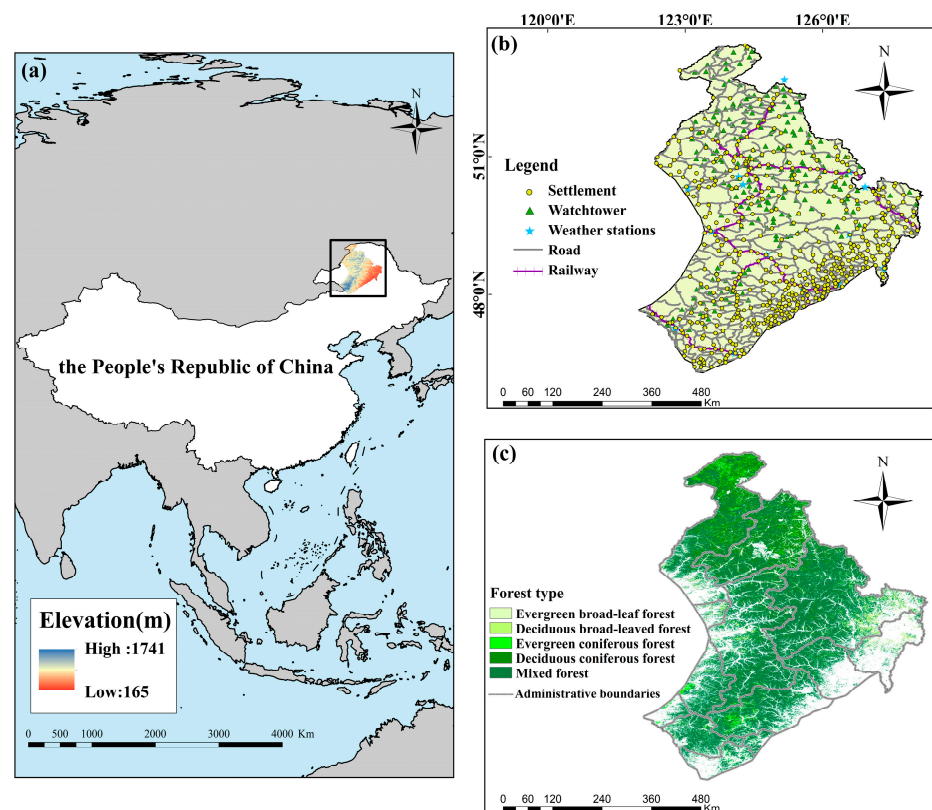 (a)
N
the People's Republic of China
Elevation(m)
High :1741
Low:165
0 500 1000 2000 3000 4000 Km
120°0'E 123°0'E 126°0'E
(b)
N
51°0'N
48°0'N
Legend
Settlement
Watchtower
Weather stations
Road
Railway
0 60 120 240 360 480
Km
(c)
N
Forest type
Evergreen broad-leaf forest
Deciduous broad-leaved forest
Evergreen coniferous forest
Deciduous coniferous forest
Mixed forest
Administrative boundaries
0 60 120 240 360 480
Km